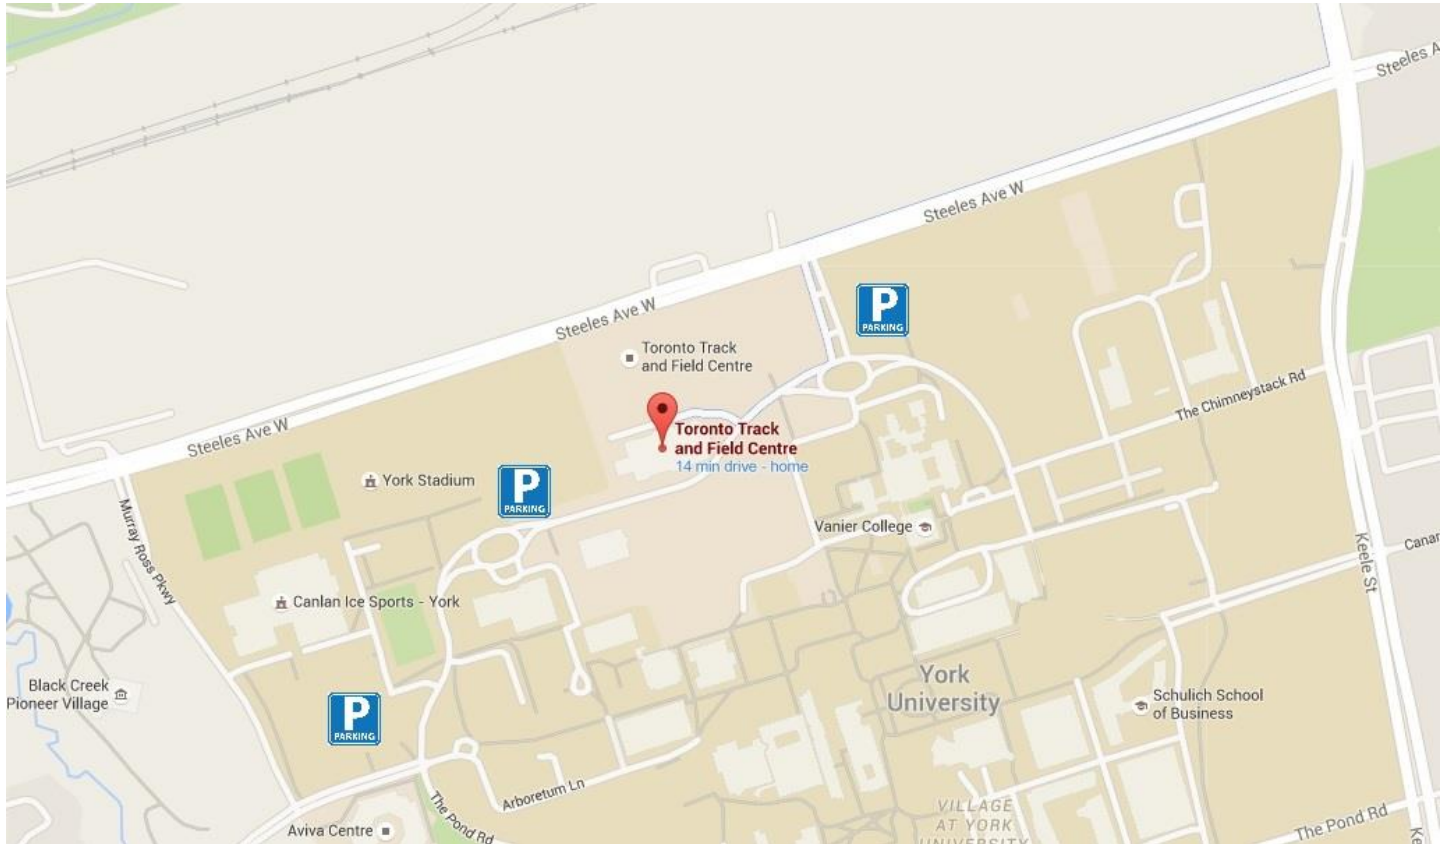 Steeles A
Steeles Ave W
P
PARKING
Steeles Ave W
Toronto Track
and Field Centre
The Chimneystack Rd
Toronto Track
and Field Centre
14 min drive - home
Steeles Ave W
York Stadium
P
PARKING
Murray Ross Pkwy
Vanier College
Keele St
Canar
Canlan Ice Sports - York
Black Creek
Pioneer Village
York
University
Schulich School
of Business
P
PARKING
Arboretum Ln
The Pond Rd
Aviva Centre
VILLAGE
AT YORK
UNIVERSITY
The Pond Rd
Ke